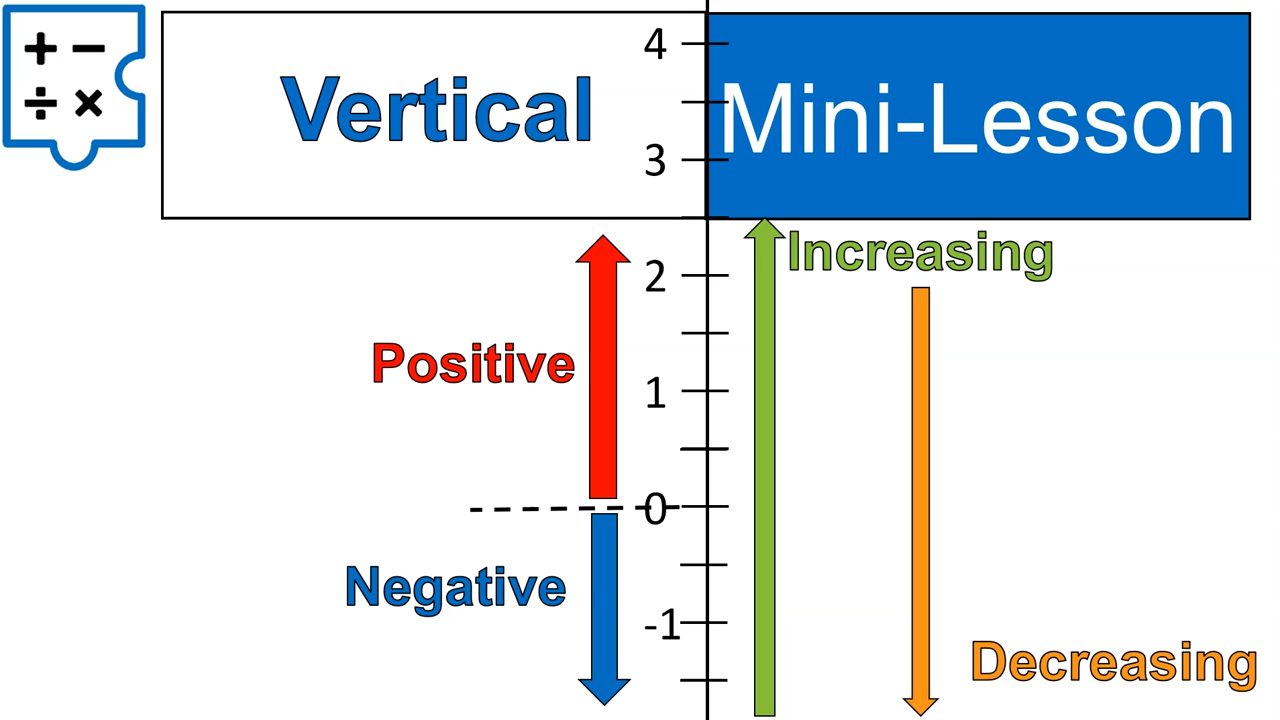 + −
÷ ×
Vertical
Mini-Lesson
4
3
Increasing
2
Positive
1
0
Negative
-1
Decreasing